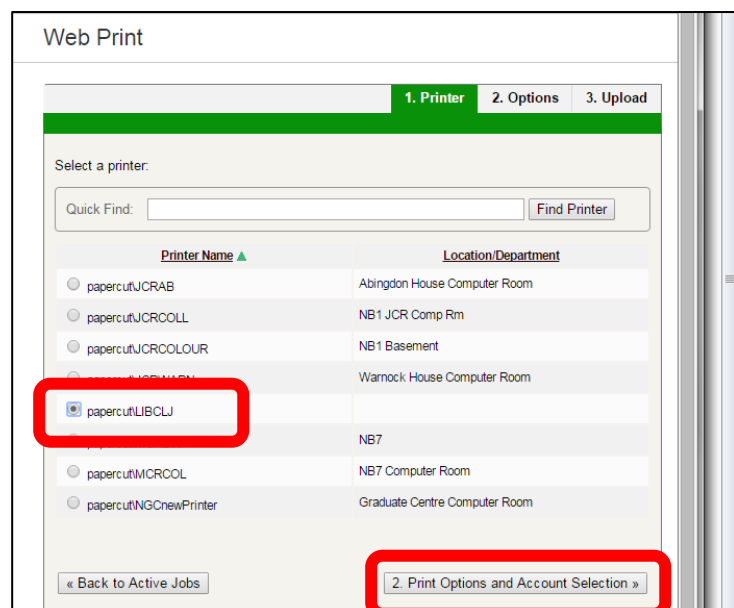 Web Print
1. Printer 2. Options 3. Upload
Select a printer:
Quick Find: Find Printer
Printer Name ▲ Location/Department
papercut\JCRAB Abingdon House Computer Room
papercut\JCRCOLL NB1 JCR Comp Rm
papercut\JCRCOLOUR NB1 Basement
Warnock House Computer Room
papercut\LIBCLJ
NB7
papercut\MCRCOL NB7 Computer Room
papercut\NGCnewPrinter Graduate Centre Computer Room
« Back to Active Jobs 2. Print Options and Account Selection »